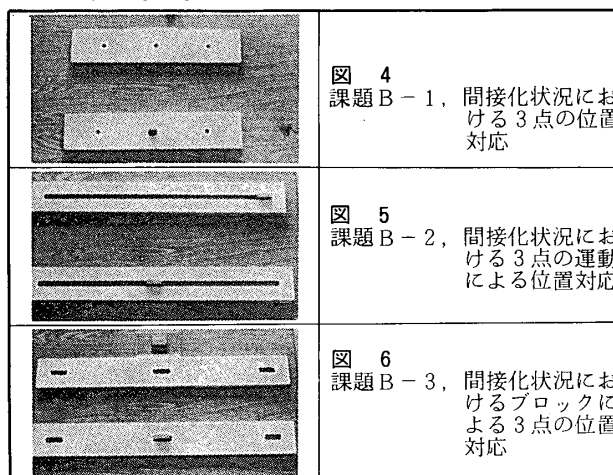 図 4
課題B－1，間接化状況にお
ける3点の位置
対応
図 5
課題B－2，間接化状況にお
ける3点の運動
による位置対応
図 6
課題B－3，間接化状況にお
けるブロックに
よる3点の位置
対応